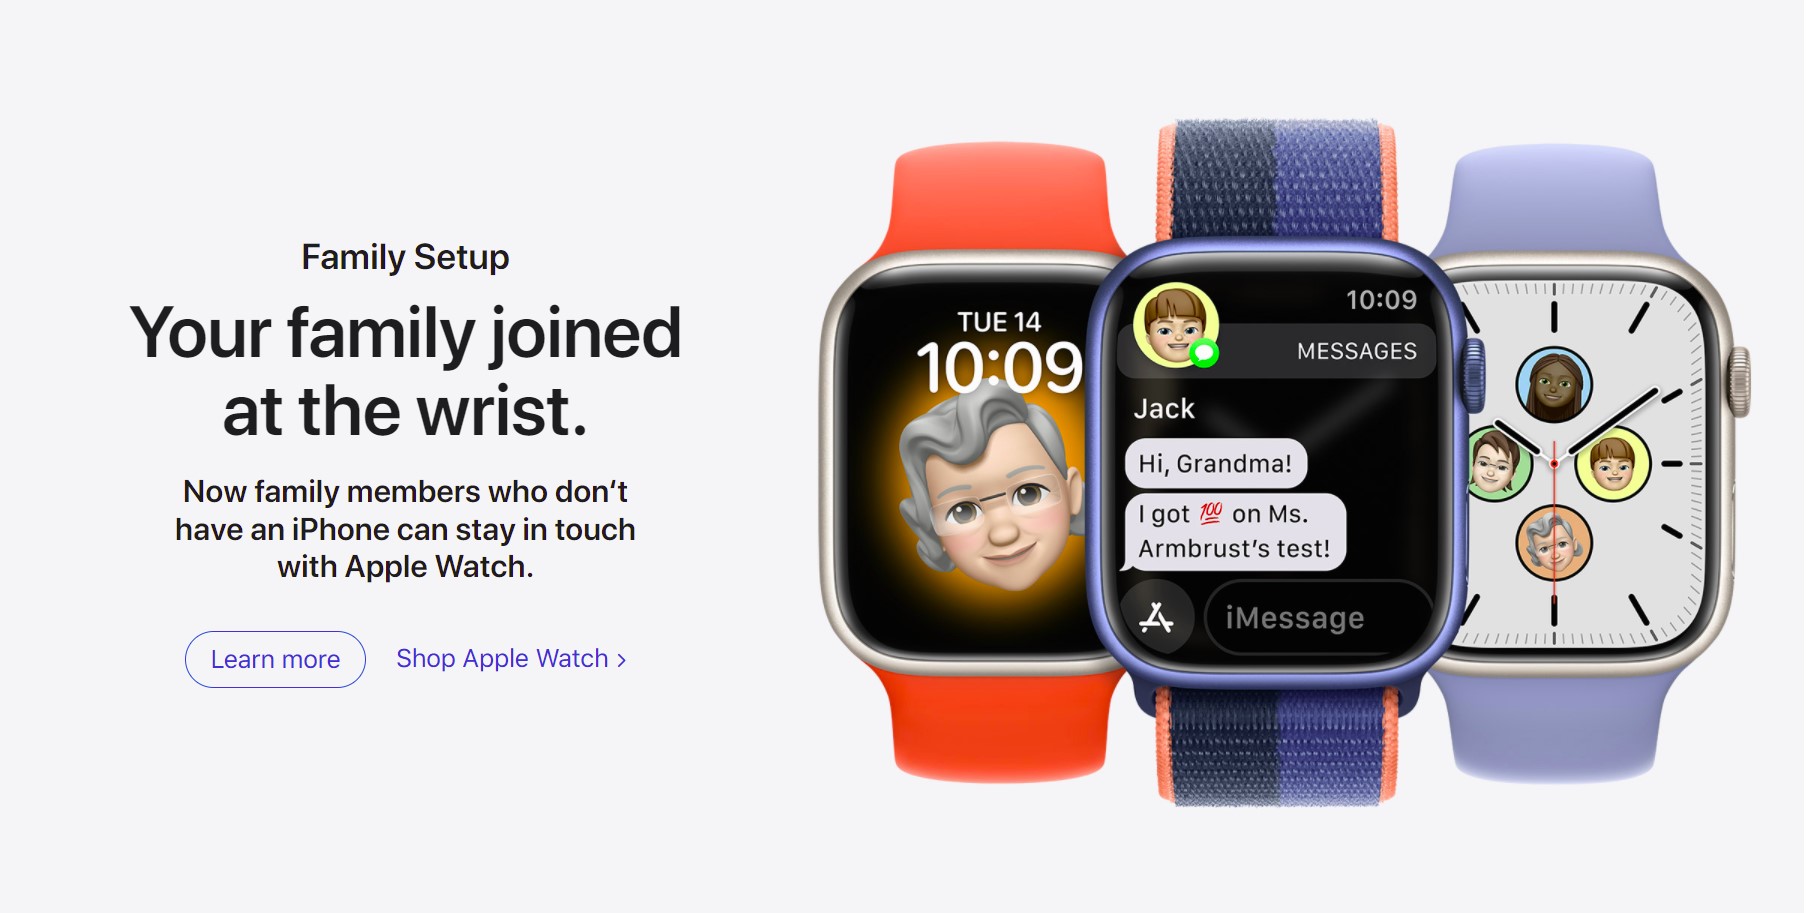 Family Setup
Your family joined
at the wrist.
Now family members who don‘t
have an iPhone can stay in touch
with Apple Watch.
Learn more
Shop Apple Watch ›
TUE 14
10:09
10:09
MESSAGES
Jack
Hi, Grandma!
I got 💯 on Ms.
Armbrust’s test!
iMessage